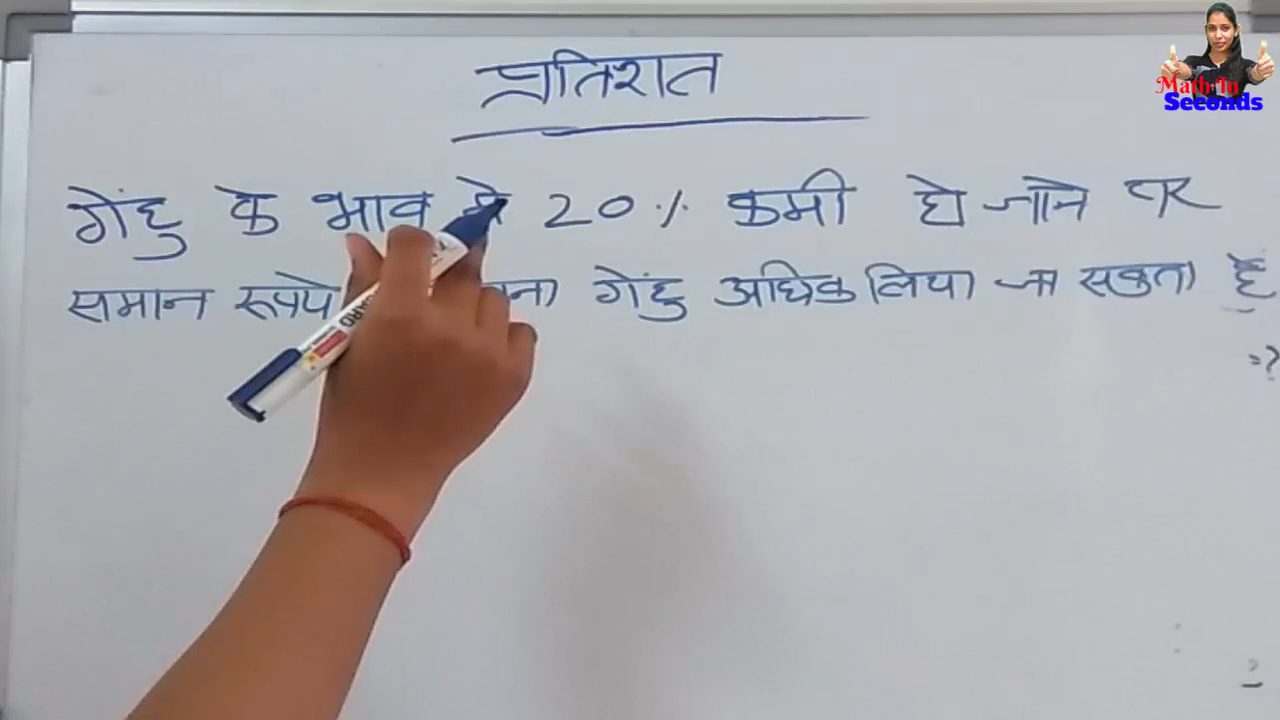 प्रतिशत
गेंहु के भाव मे 20% कमी हो जाने पर
समान रूपये गेंहु अधिक लिया जा सकता है
=?
Math In
Seconds